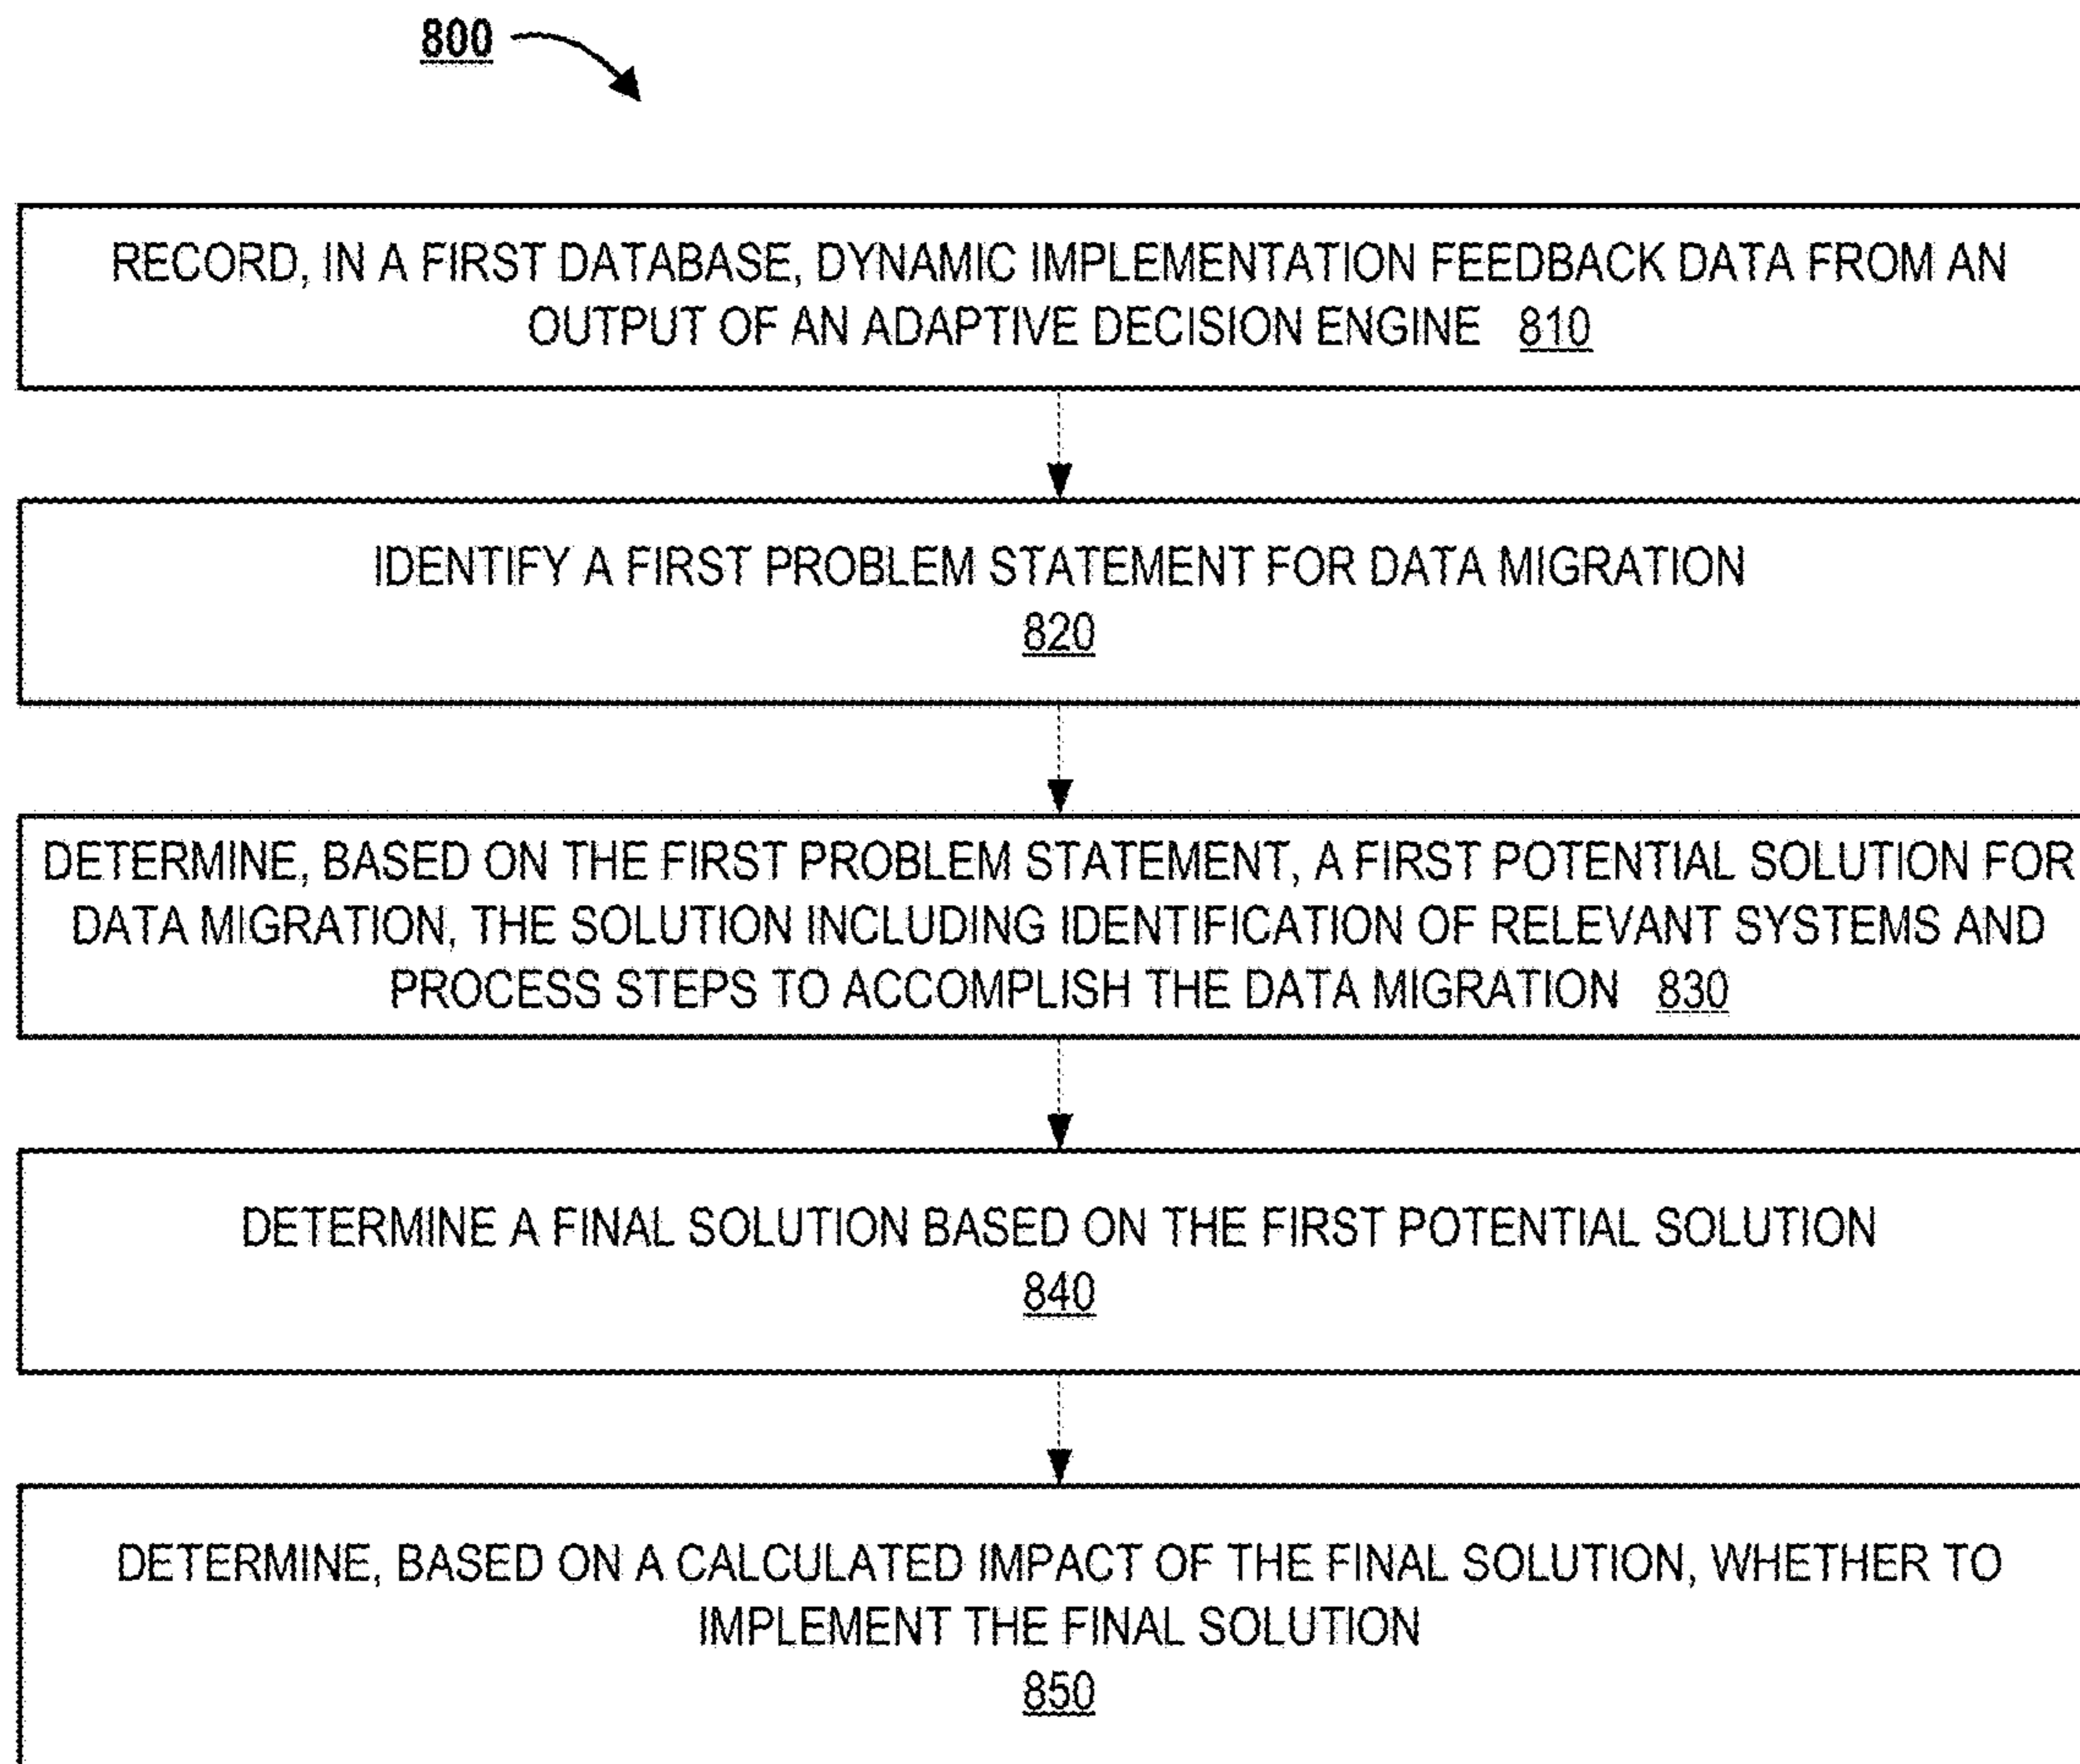 800
RECORD, IN A FIRST DATABASE, DYNAMIC IMPLEMENTATION FEEDBACK DATA FROM AN
OUTPUT OF AN ADAPTIVE DECISION ENGINE 810
IDENTIFY A FIRST PROBLEM STATEMENT FOR DATA MIGRATION
820
DETERMINE, BASED ON THE FIRST PROBLEM STATEMENT, A FIRST POTENTIAL SOLUTION FOR
DATA MIGRATION, THE SOLUTION INCLUDING IDENTIFICATION OF RELEVANT SYSTEMS AND
PROCESS STEPS TO ACCOMPLISH THE DATA MIGRATION 830
DETERMINE A FINAL SOLUTION BASED ON THE FIRST POTENTIAL SOLUTION
840
DETERMINE, BASED ON A CALCULATED IMPACT OF THE FINAL SOLUTION, WHETHER TO
IMPLEMENT THE FINAL SOLUTION
850